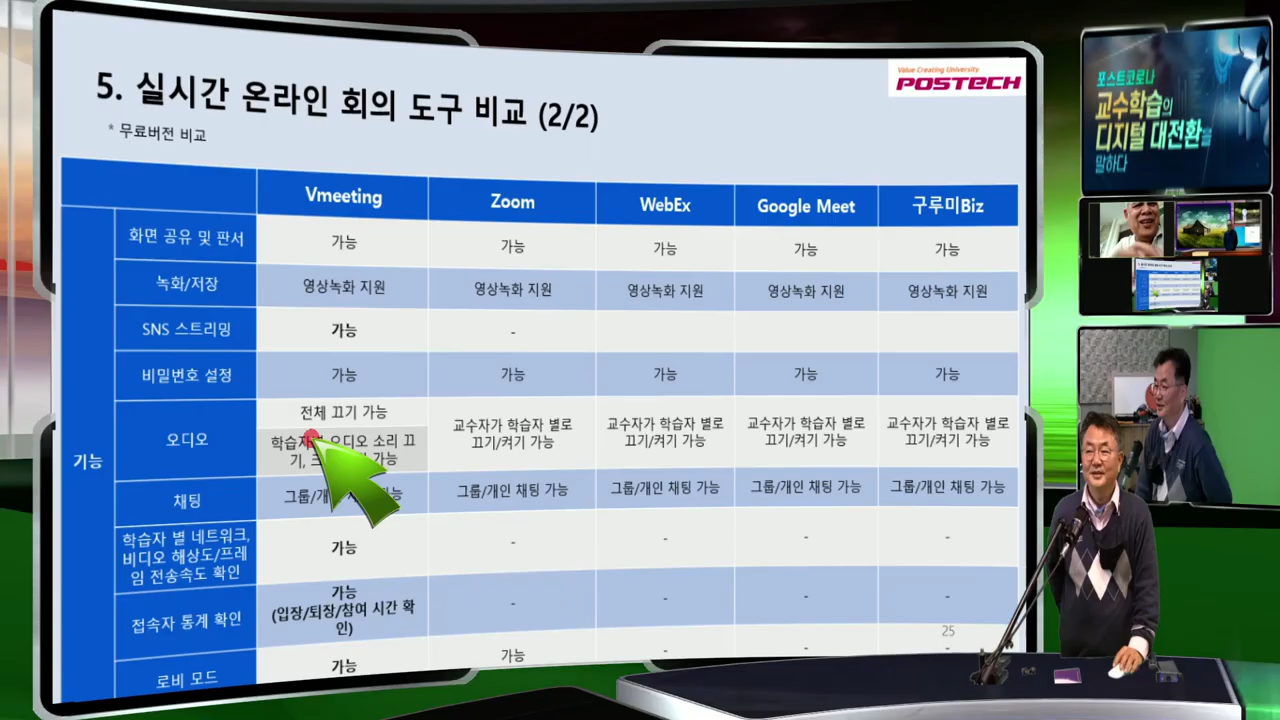 5. 실시간 온라인 회의 도구 비교 (2/2)
* 무료버전 비교
Value Creating University
POSTECH
Vmeeting
Zoom
WebEx
Google Meet
구루미Biz
기능
화면 공유 및 판서
가능
가능
가능
가능
가능
녹화/저장
영상녹화 지원
영상녹화 지원
영상녹화 지원
영상녹화 지원
영상녹화 지원
SNS 스트리밍
가능
-
비밀번호 설정
가능
가능
가능
가능
가능
오디오
전체 끄기 가능
오디오 소리 끄
기,
가능
교수자가 학습자 별로
끄기/켜기 가능
교수자가 학습자 별로
끄기/켜기 가능
교수자가 학습자 별로
끄기/켜기 가능
교수자가 학습자 별로
끄기/켜기 가능
채팅
그룹/개
그룹/개인 채팅 가능
그룹/개인 채팅 가능
그룹/개인 채팅 가능
그룹/개인 채팅 가능
학습자 별 네트워크,
비디오 해상도/프레
임 전송속도 확인
가능
-
-
-
-
접속자 통계 확인
가능
(입장/퇴장/참여 시간 확
인)
-
-
-
-
25
로비 모드
가능
가능
-
-
-
포스트코로나
교수학습의
디지털 대전환을
말하다